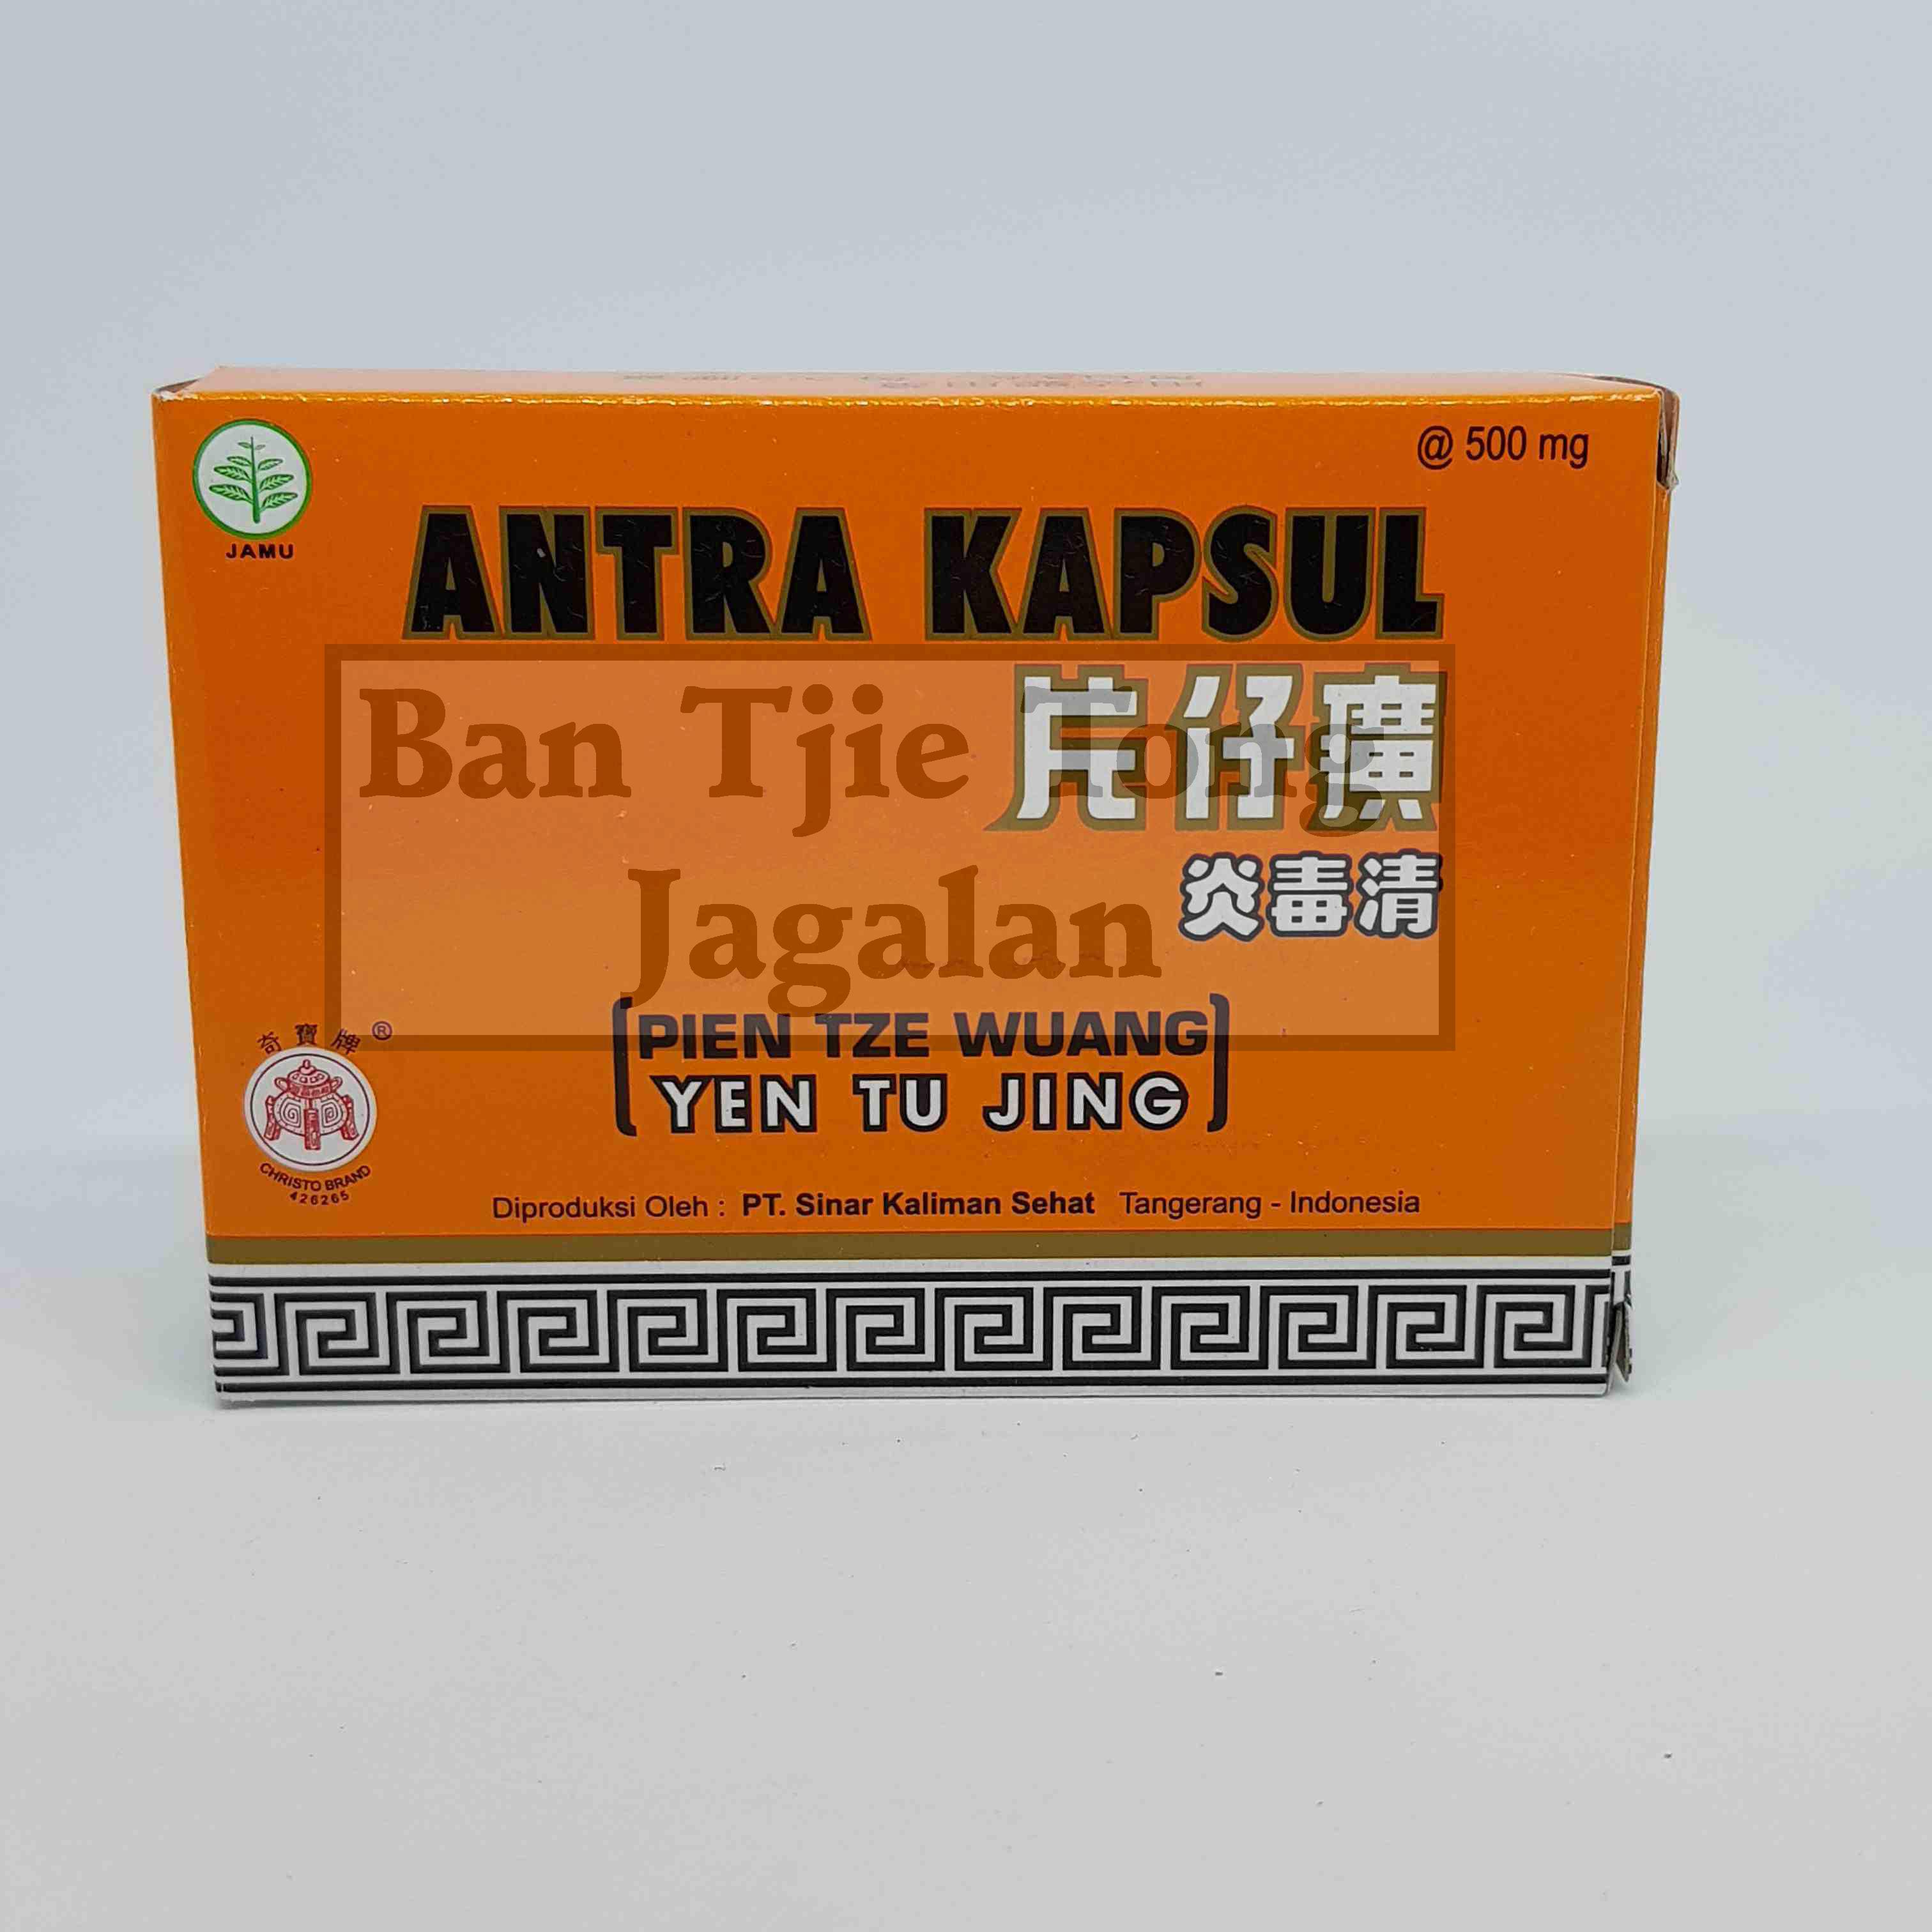 @ 500 mg
JAMU
ANTRA KAPSUL
片仔癀
Ban Tjie Tong
Jagalan
炎毒清
PIEN TZE WUANG
YEN TU JING
奇寶牌®
CHRISTO BRAND
426265
Diproduksi Oleh : PT. Sinar Kaliman Sehat Tangerang - Indonesia